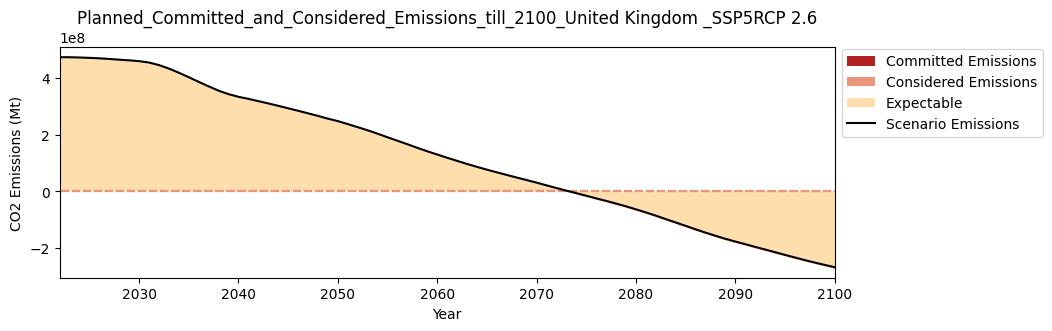 Planned_Committed_and_Considered_Emissions_till_2100_United Kingdom _SSP5RCP 2.6
1e8
Committed Emissions
Considered Emissions
Expectable
Scenario Emissions
CO2 Emissions (Mt)
4
2
0
−2
2030 2040 2050 2060 2070 2080 2090 2100
Year